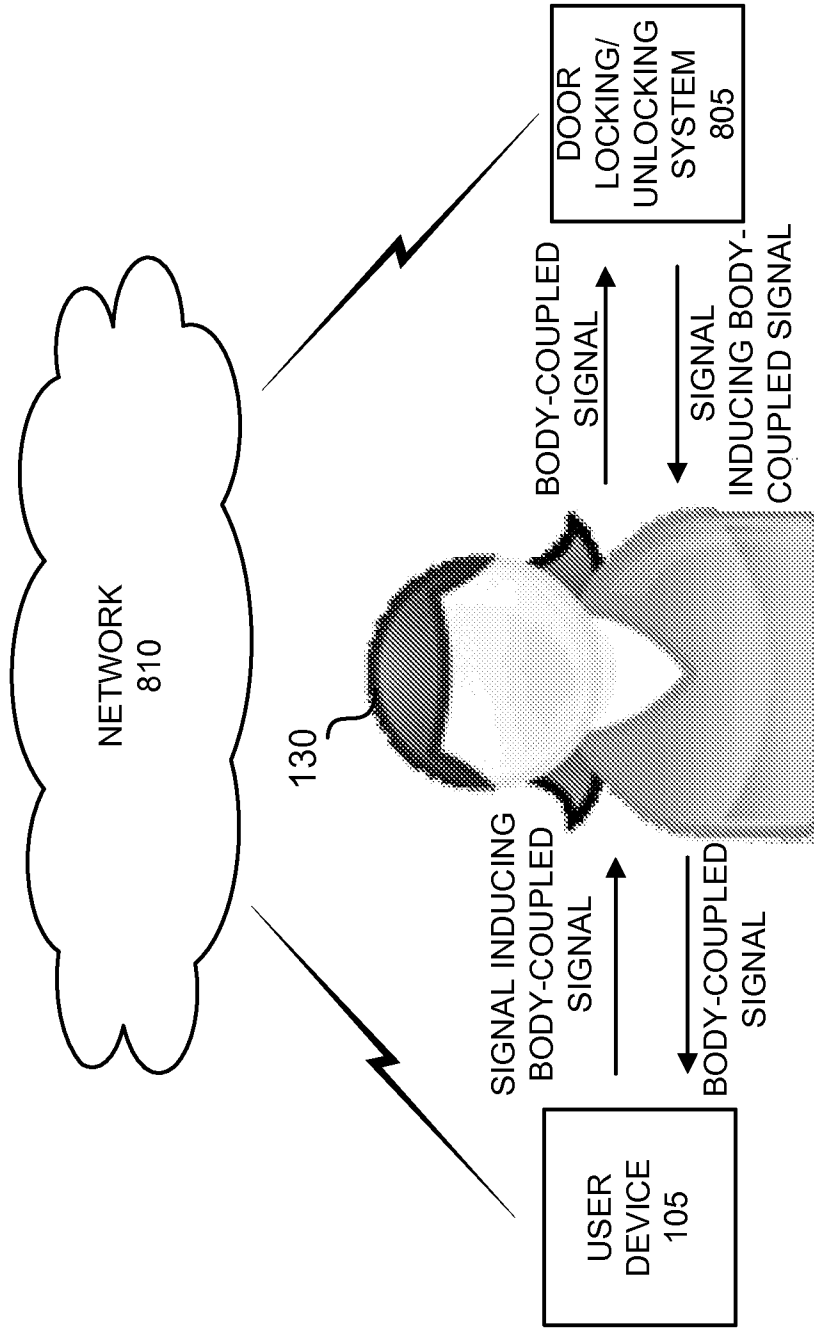 NETWORK
810
130
SIGNAL INDUCING
BODY-COUPLED
SIGNAL
BODY-COUPLED
SIGNAL
USER
DEVICE
105
BODY-COUPLED
SIGNAL
SIGNAL
INDUCING BODY-
COUPLED SIGNAL
DOOR
LOCKING/
UNLOCKING
SYSTEM
805